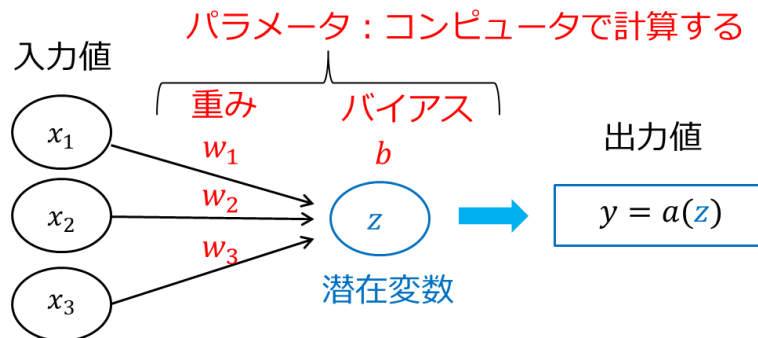 パラメータ：コンピュータで計算する
入力値
重み
バイアス
出力値
x₁
w₁
b
x₂
w₂
z
y = a(z)
w₃
潜在変数
x₃